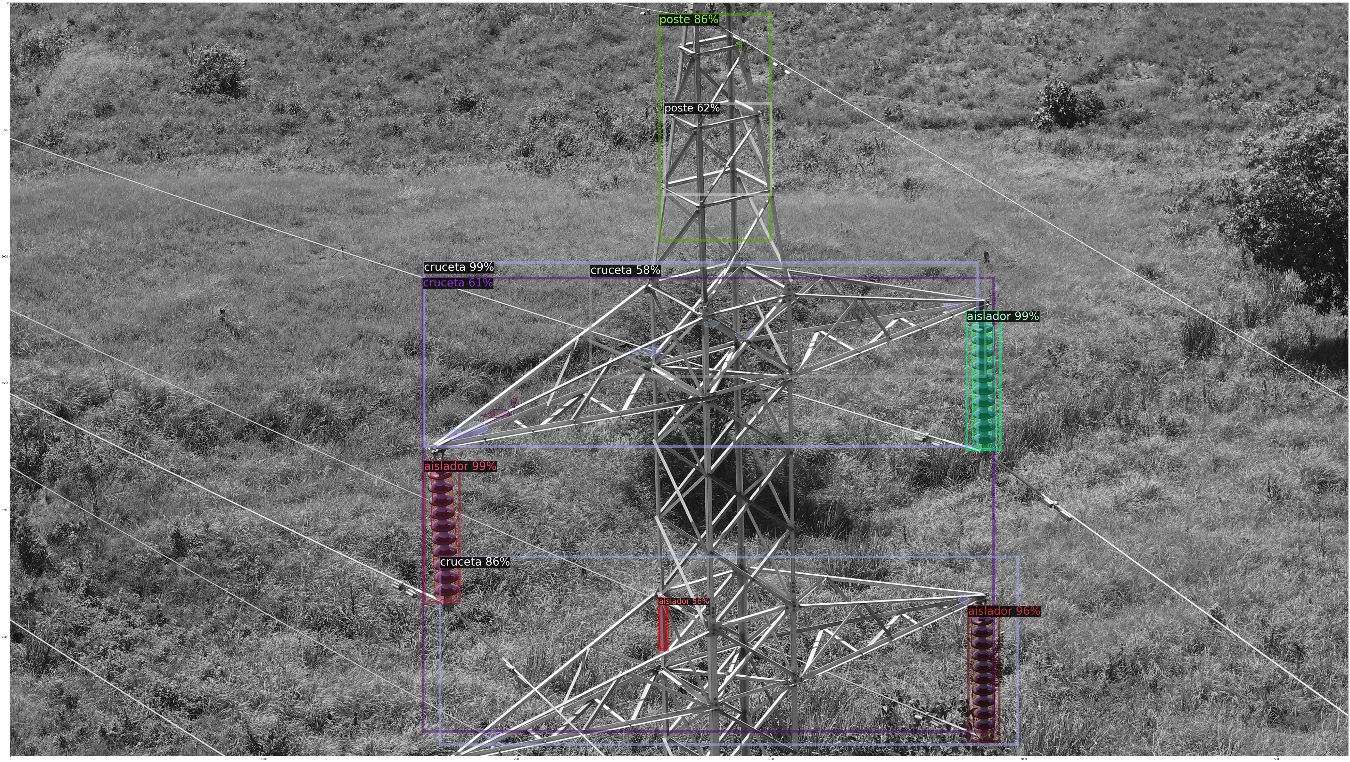 poste 86%
poste 62%
cruceta 99%
cruceta 58%
cruceta 61%
aislador 99%
aislador 99%
cruceta 86%
aislador 96%